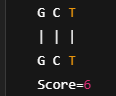 G C T
| | |
G C T
Score=6